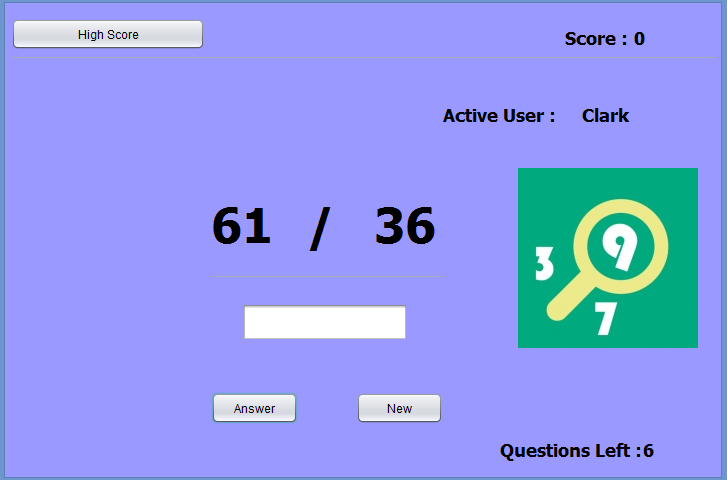 High Score
Score : 0
Active User : Clark
61 / 36
3 9
7
Answer New
Questions Left :6